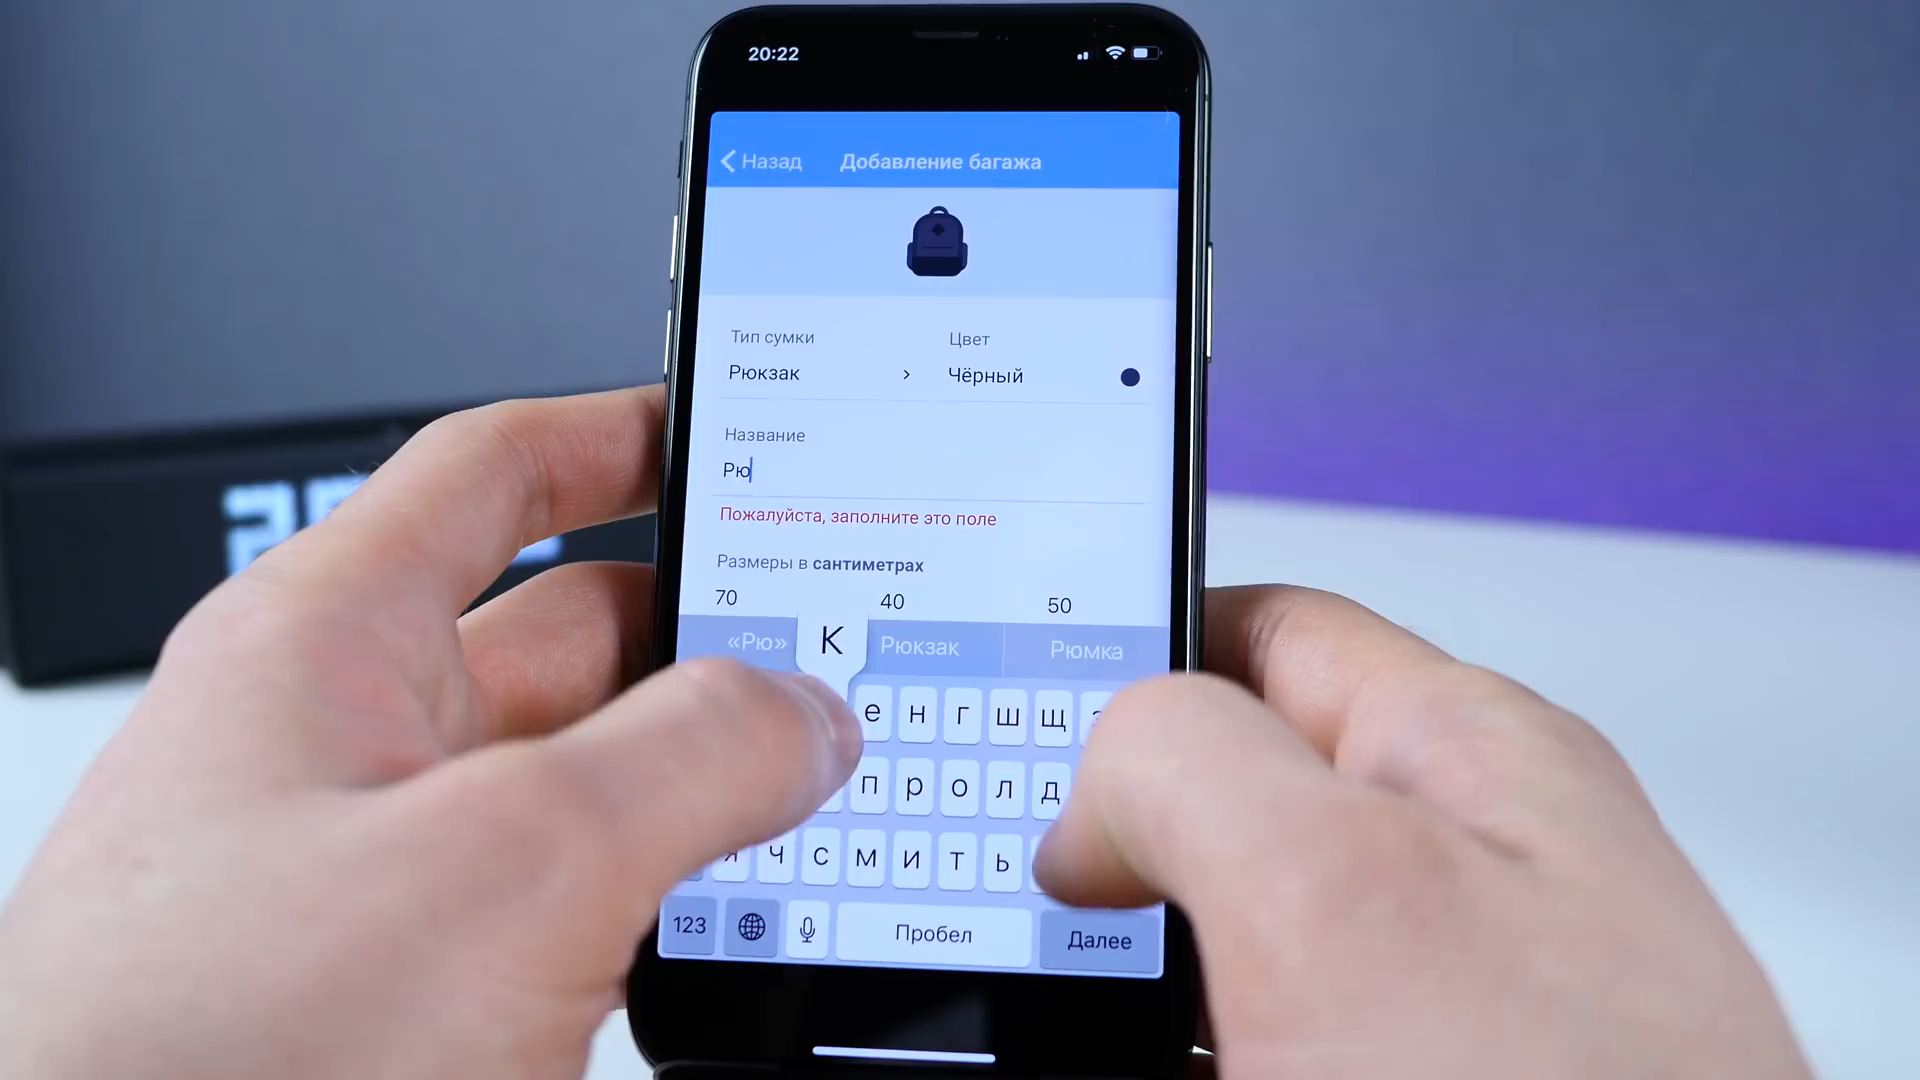 20:22
Назад Добавление багажа
Тип сумки Цвет
Рюкзак Чёрный
Название
Рю
Пожалуйста, заполните это поле
Размеры в сантиметрах
70 40 50
«Рю» К Рюкзак Рюмка
е н г ш щ
п р о л д
я ч с м и т ь
123 Пробел Далее